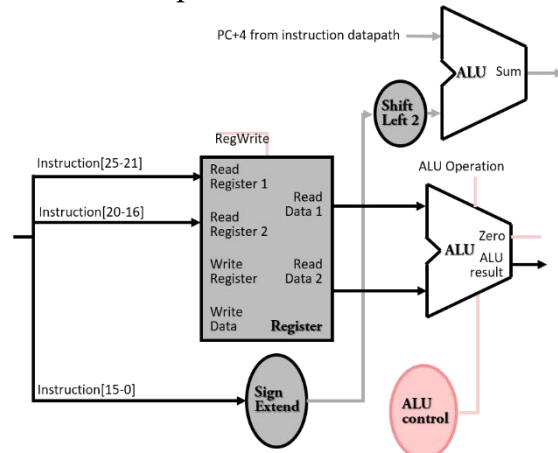 PC+4 from instruction datapath
ALU
Sum
Shift
Left 2
RegWrite
Instruction[25-21]
ALU Operation
Read
Register 1
Read
Data 1
Instruction[20-16]
Read
Register 2
Zero
ALU
ALU
result
Write
Register
Read
Data 2
Write
Data
Register
Instruction[15-0]
Sign
Extend
ALU
control